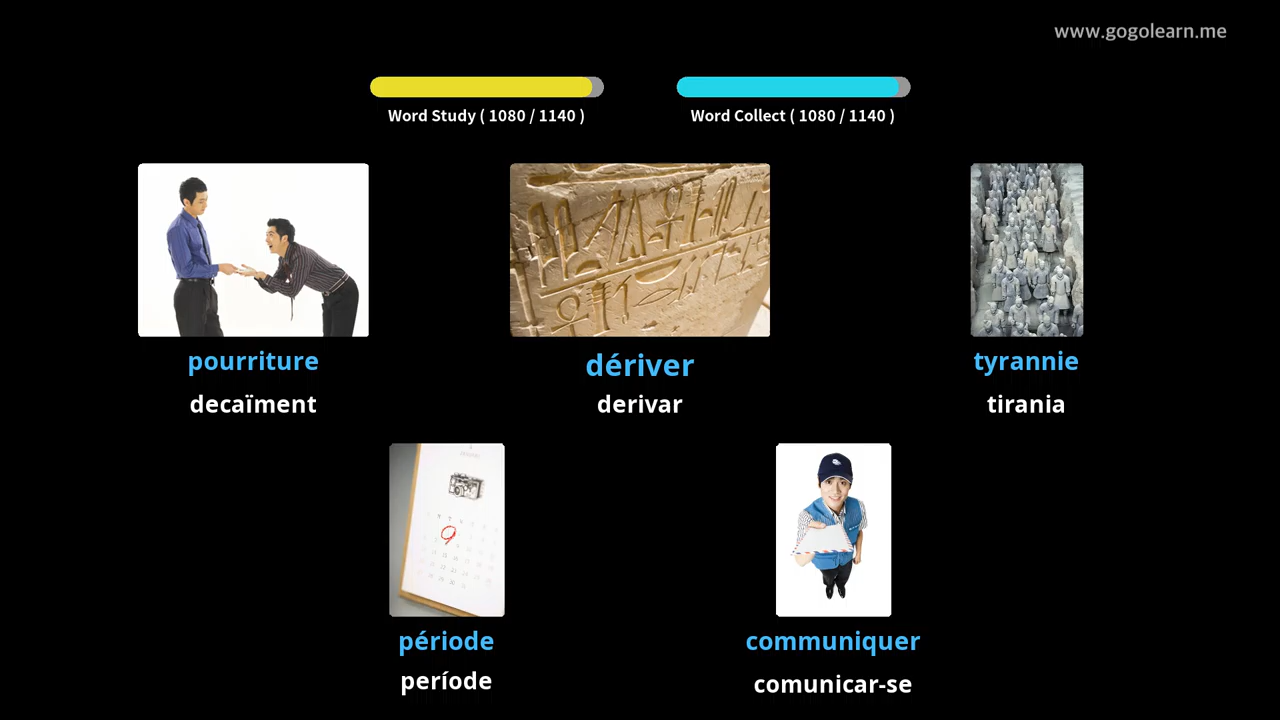 www.gogolearn.me
Word Study ( 1080 / 1140 )
Word Collect ( 1080 / 1140 )
pourriture
dériver
tyrannie
decaïment
derivar
tirania
période
communiquer
període
comunicar-se